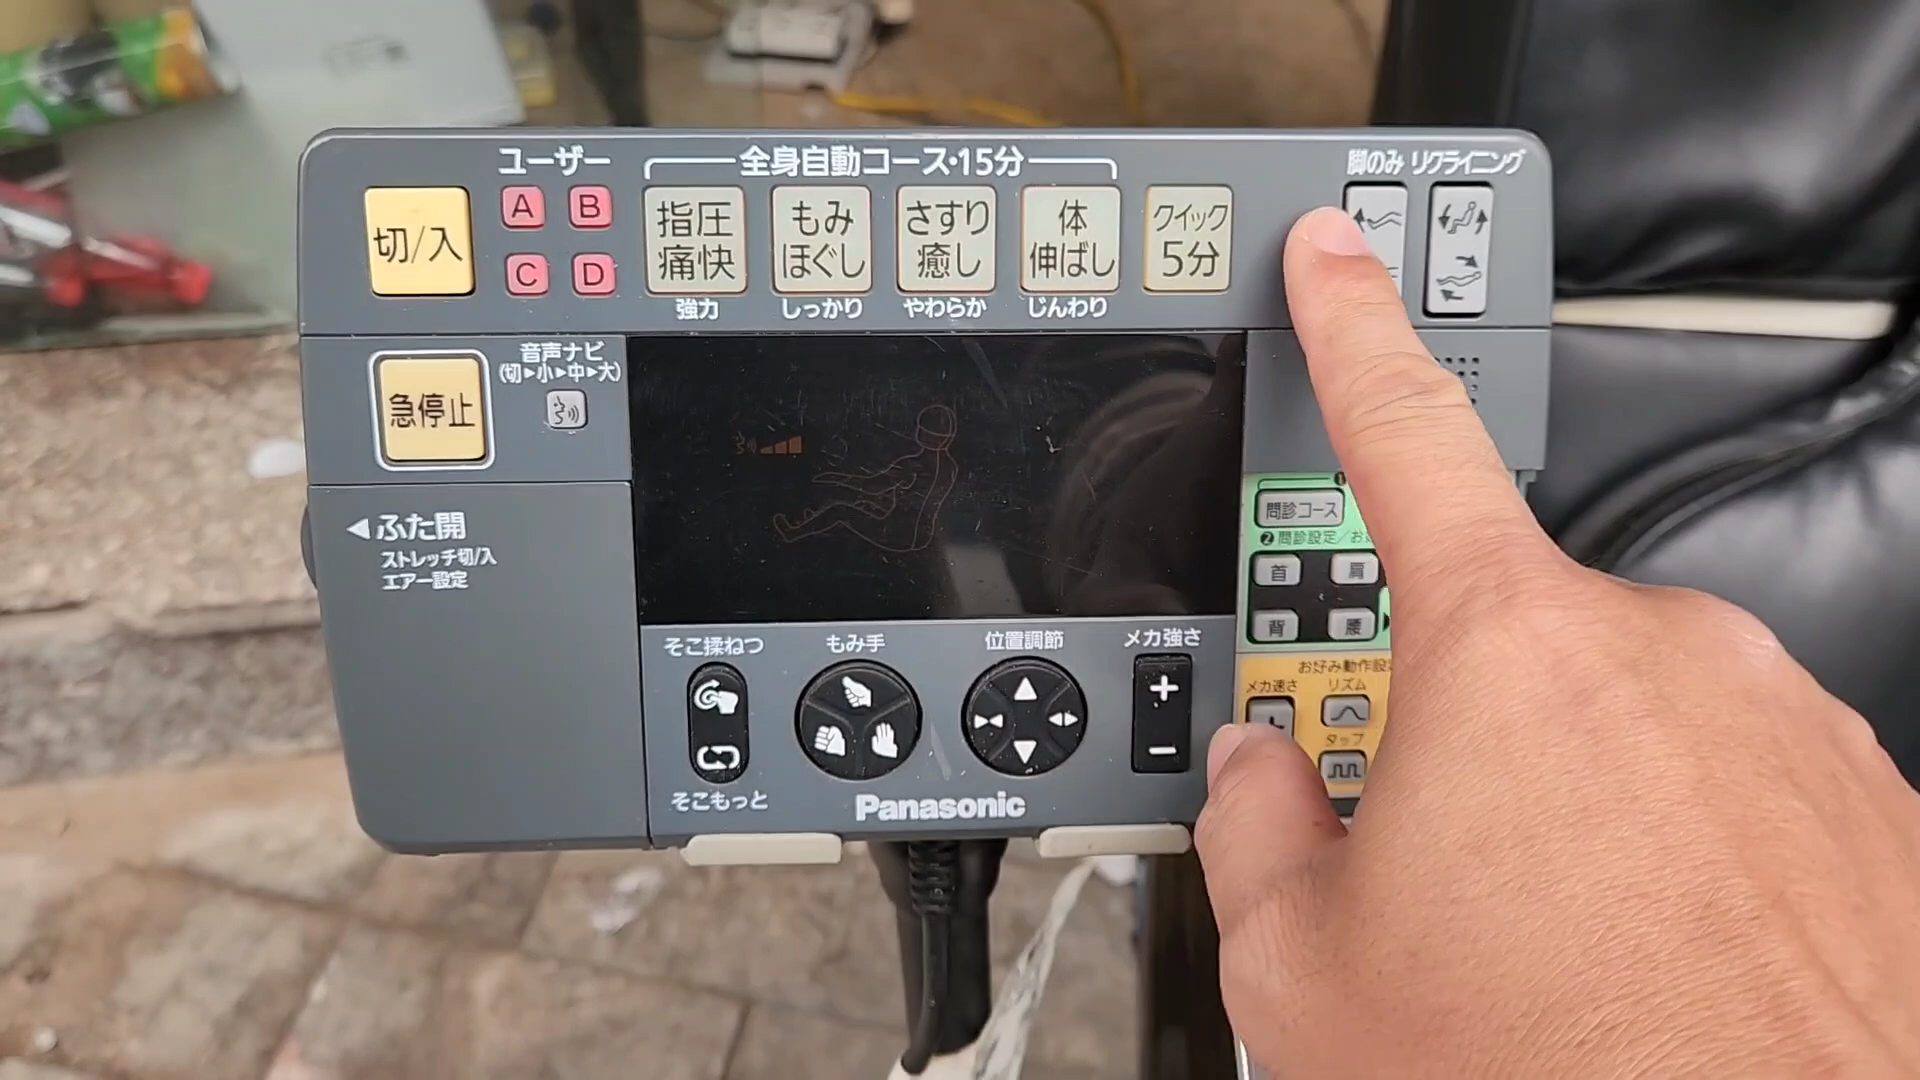 ユーザー
全身自動コース・15分
脚のみ リクライニング
切/入
A
B
C
D
指圧
痛快
強力
もみ
ほぐし
しっかり
さすり
癒し
やわらか
体
伸ばし
じんわり
クイック
5分
急停止
音声ナビ
(切▶小▶中▶大)
◀ふた開
ストレッチ切/入
エアー設定
問診コース
❷問診設定/お
首
肩
背
腰
お好み動作設
メカ速さ
リズム
タップ
そこ揉ねつ
もみ手
位置調節
メカ強さ
+
−
そこもっと
Panasonic